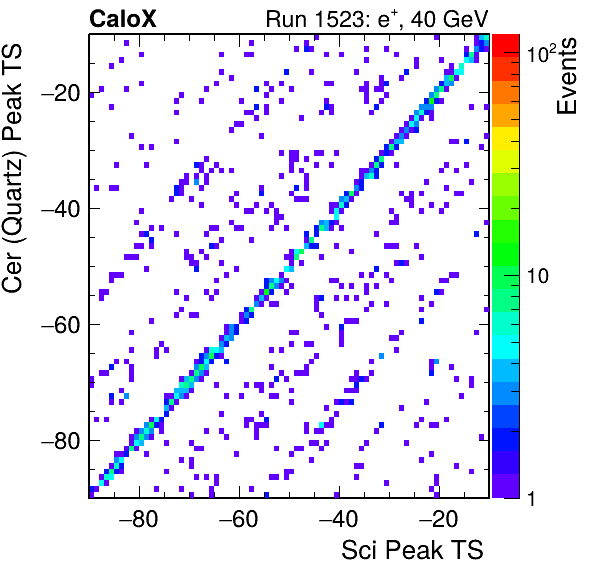 CaloX Run 1523: e⁺, 40 GeV
Cer (Quartz) Peak TS
−20
−40
−60
−80
−80 −60 −40 −20
Sci Peak TS
10²
10
1
Events